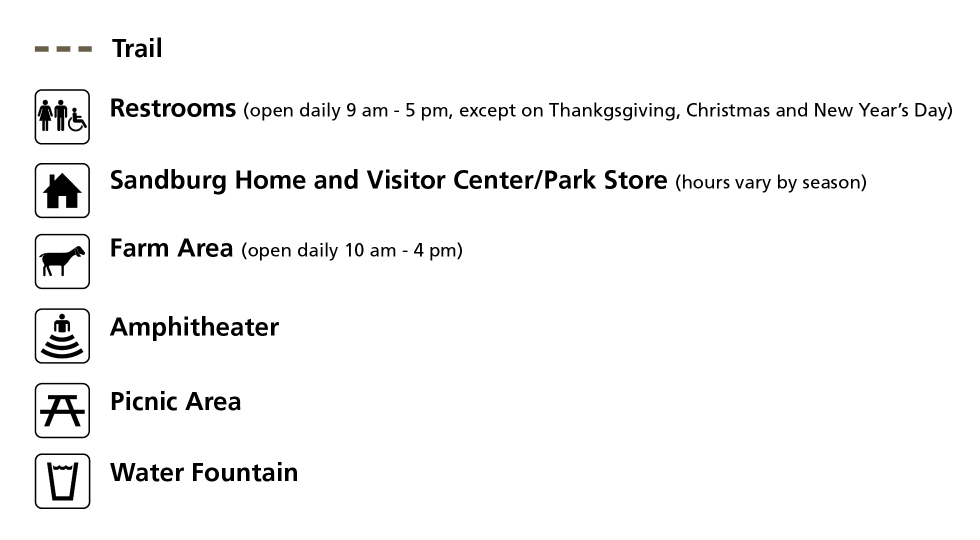 Trail
Restrooms (open daily 9 am - 5 pm, except on Thankgsgiving, Christmas and New Year’s Day)
Sandburg Home and Visitor Center/Park Store (hours vary by season)
Farm Area (open daily 10 am - 4 pm)
Amphitheater
Picnic Area
Water Fountain